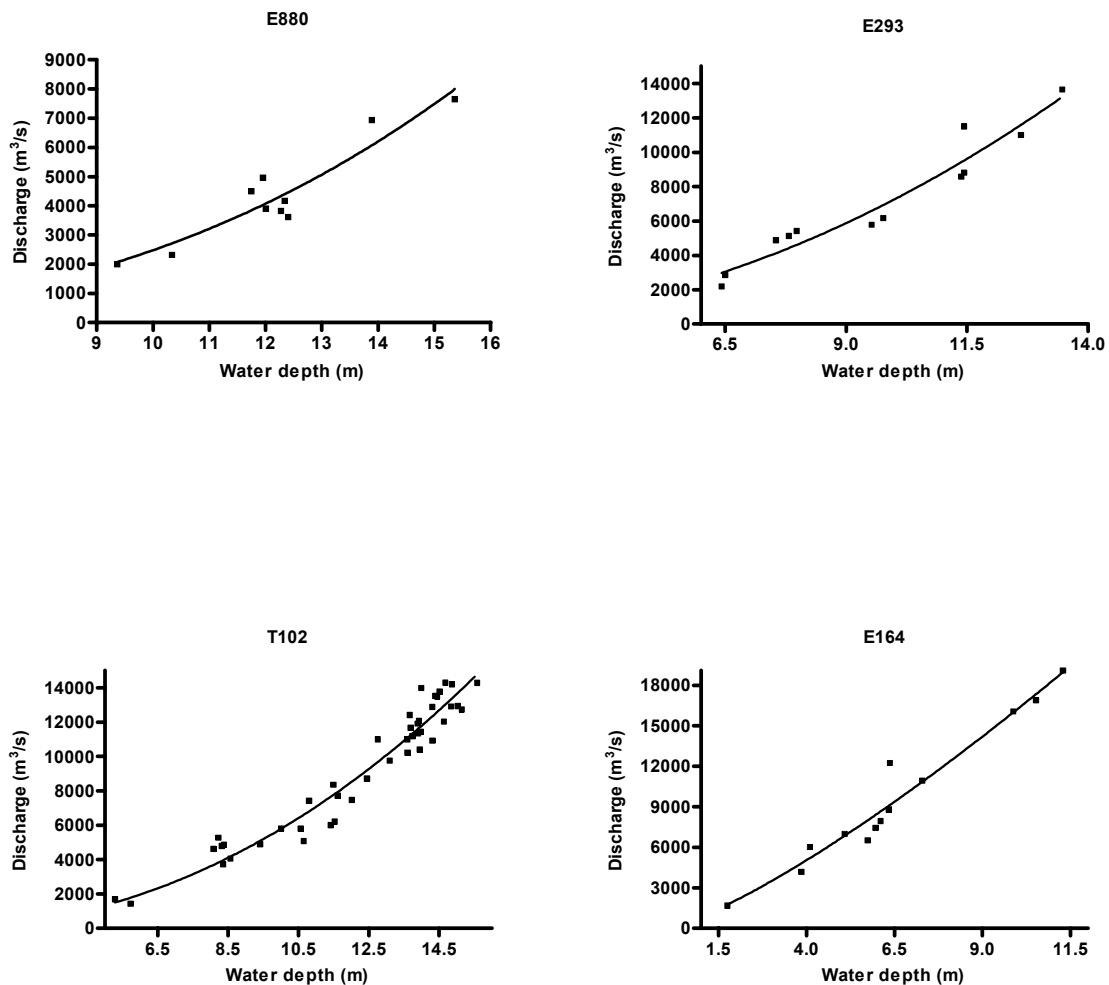 E880
9000
8000
7000
6000
5000
4000
3000
2000
1000
0
Discharge (m³/s)
9 10 11 12 13 14 15 16
Water depth (m)
E293
14000
12000
10000
8000
6000
4000
2000
0
Discharge (m³/s)
6.5 9.0 11.5 14.0
Water depth (m)
T102
14000
12000
10000
8000
6000
4000
2000
0
Discharge (m³/s)
6.5 8.5 10.5 12.5 14.5
Water depth (m)
E164
18000
15000
12000
9000
6000
3000
0
Discharge (m³/s)
1.5 4.0 6.5 9.0 11.5
Water depth (m)